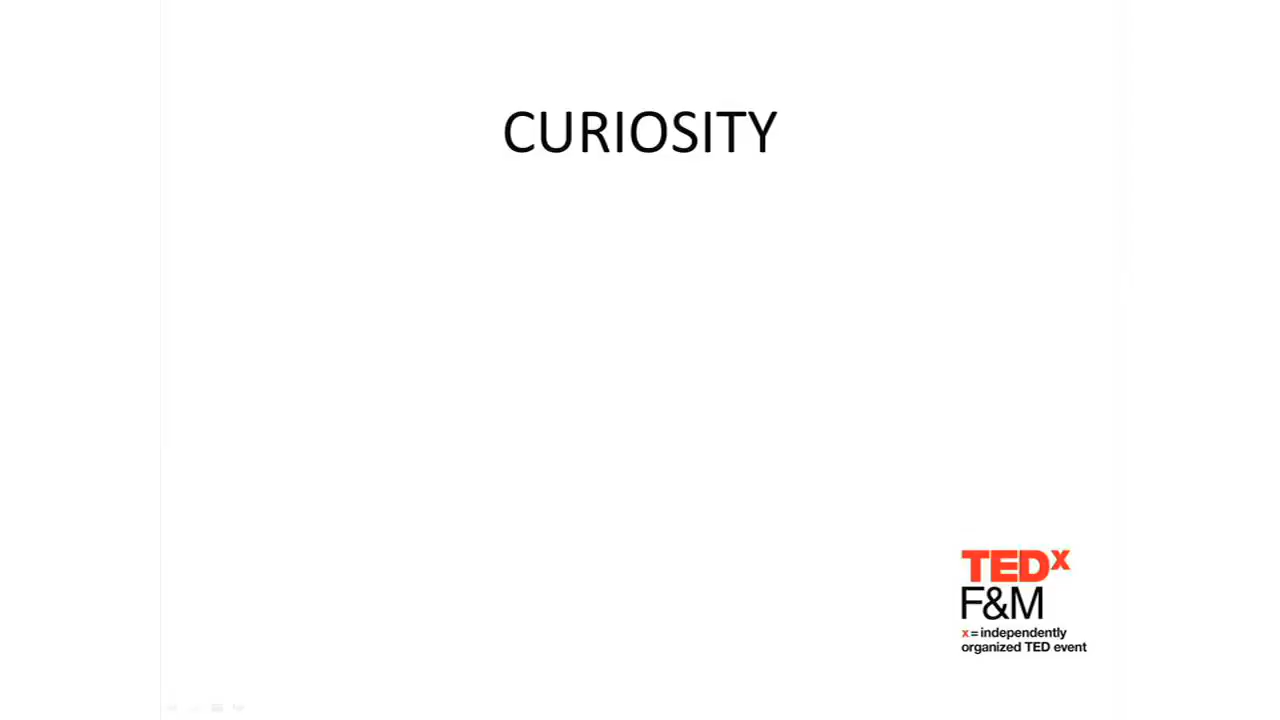 CURIOSITY
TEDx
F&M
x = independently
organized TED event